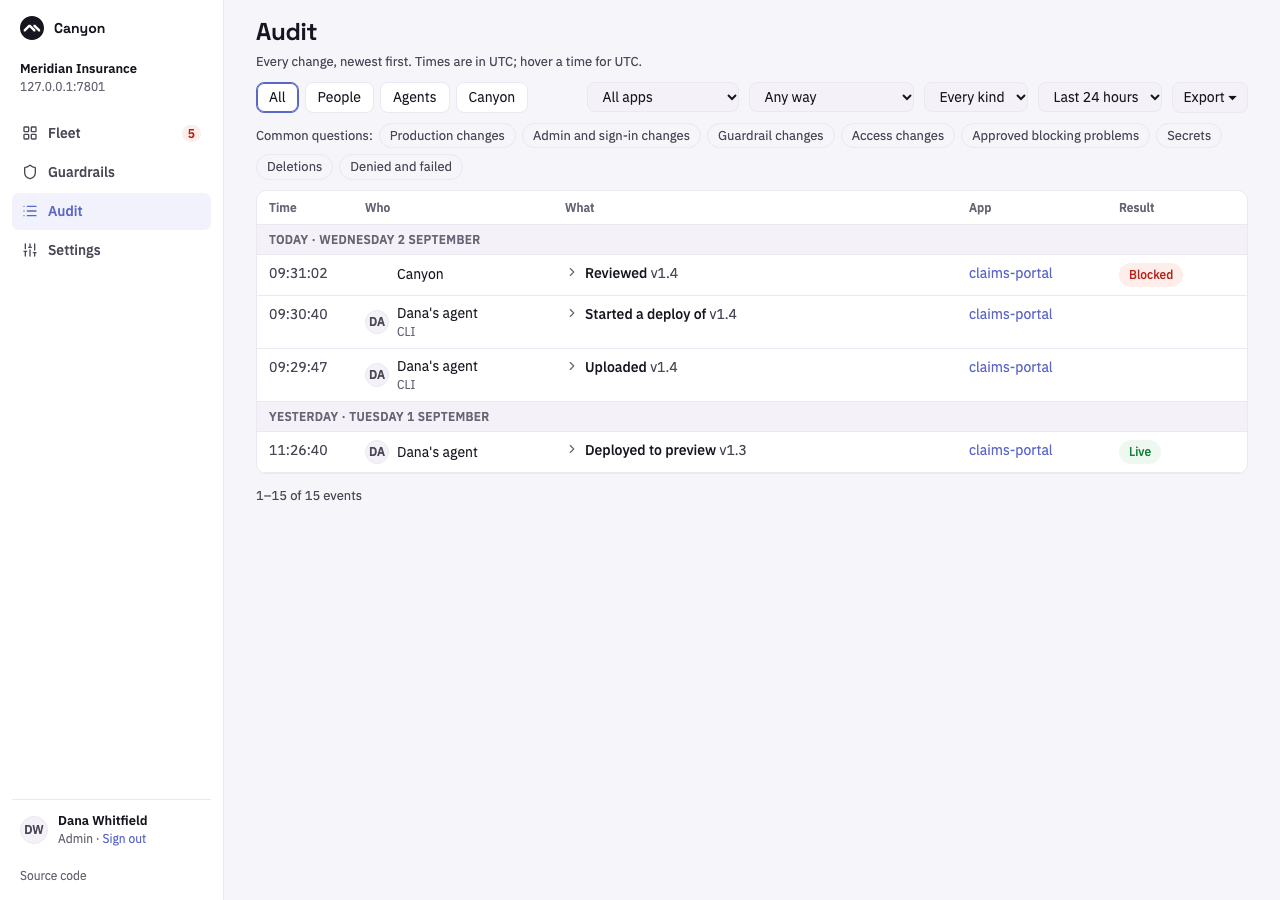 Canyon
Meridian Insurance
127.0.0.1:7801
Fleet 5
Guardrails
Audit
Settings
DW Dana Whitfield
Admin · Sign out
Source code
Audit
Every change, newest first. Times are in UTC; hover a time for UTC.
All People Agents Canyon All apps Any way Every kind Last 24 hours Export
Common questions: Production changes Admin and sign-in changes Guardrail changes Access changes Approved blocking problems Secrets
Deletions Denied and failed
Time Who What App Result
TODAY · WEDNESDAY 2 SEPTEMBER
09:31:02 Canyon Reviewed v1.4 claims-portal Blocked
09:30:40 DA Dana's agent Started a deploy of v1.4 claims-portal
CLI
09:29:47 DA Dana's agent Uploaded v1.4 claims-portal
CLI
YESTERDAY · TUESDAY 1 SEPTEMBER
11:26:40 DA Dana's agent Deployed to preview v1.3 claims-portal Live
1–15 of 15 events